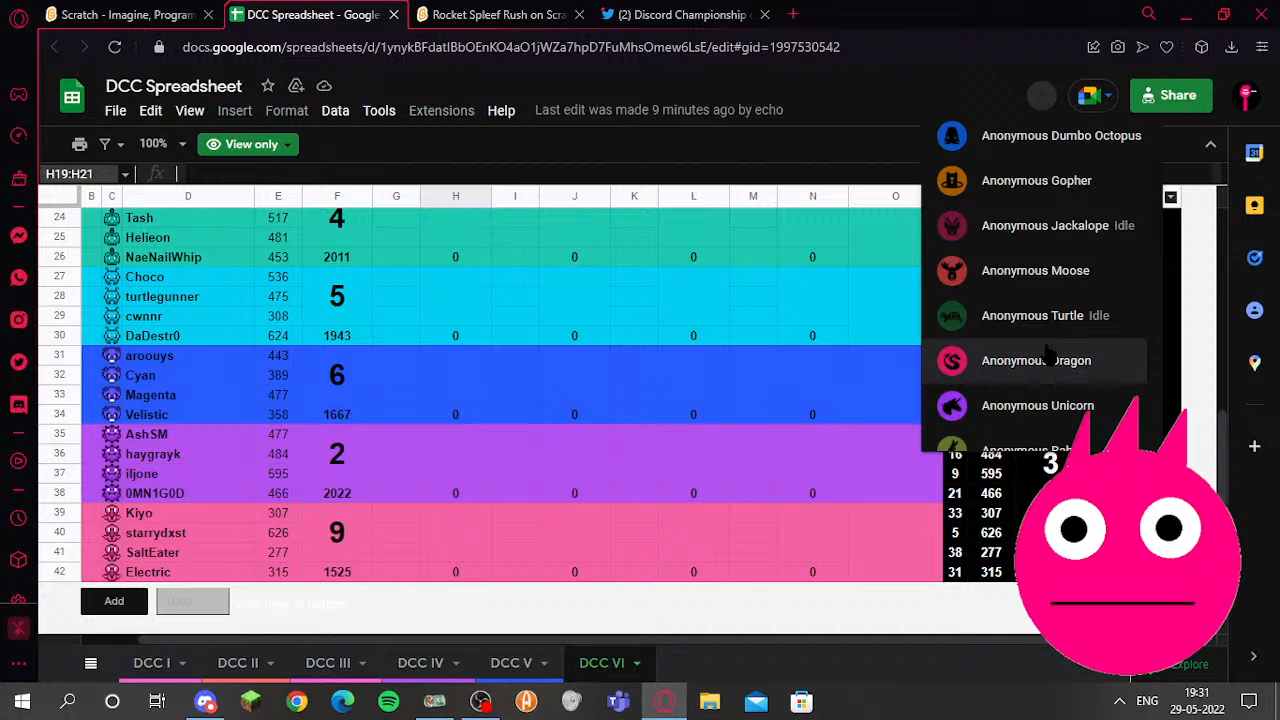 Scratch - Imagine, Program
DCC Spreadsheet - Google
Rocket Spleef Rush on Scra
(2) Discord Championship
docs.google.com/spreadsheets/d/1ynykBFdatIBbOEnKO4aO1jWZa7hpD7FuMhsOmew6LsE/edit#gid=1997530542
DCC Spreadsheet
Share
File Edit View Insert Format Data Tools Extensions Help Last edit was made 9 minutes ago by echo
100% View only
H19:H21 fx
B C D E F G H I J K L M N O
24 Tash 517 4
25 Helieon 481
26 NaeNailWhip 453 2011 0 0 0 0
27 Choco 536
28 turtlegunner 475 5
29 cwnnr 308
30 DaDestr0 624 1943 0 0 0 0
31 aroouys 443
32 Cyan 389 6
33 Magenta 477
34 Velistic 358 1667 0 0 0 0
35 AshSM 477
36 haygrayk 484 2
37 iljone 595
38 0MN1G0D 466 2022 0 0 0 0
39 Kiyo 307
40 starrydxst 626 9
41 SaltEater 277
42 Electric 315 1525 0 0 0 0
Anonymous Dumbo Octopus
Anonymous Gopher
Anonymous Jackalope Idle
Anonymous Moose
Anonymous Turtle Idle
Anonymous Dragon
Anonymous Unicorn
Anonymous
16 484 3
9 595
21 466
33 307
5 626
38 277
31 315
Add 1000
DCC I DCC II DCC III DCC IV DCC V DCC VI
Explore
ENG
19:31
29-05-2022